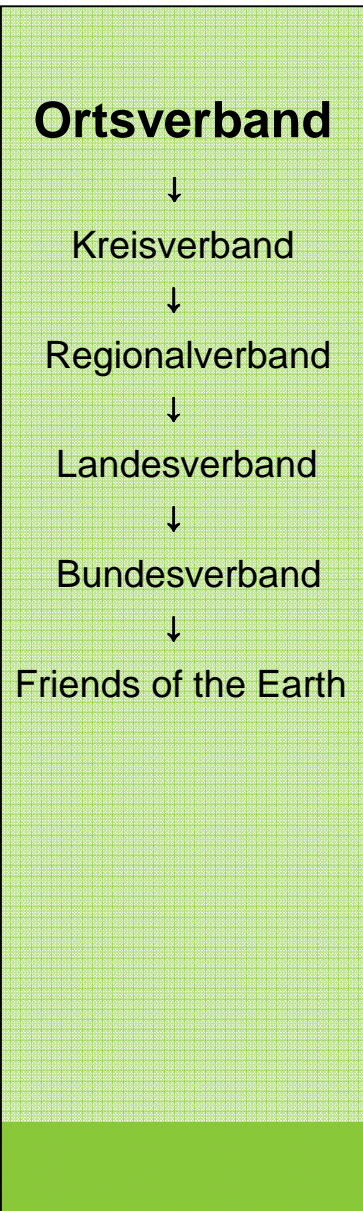 Ortsverband
↓
Kreisverband
↓
Regionalverband
↓
Landesverband
↓
Bundesverband
↓
Friends of the Earth